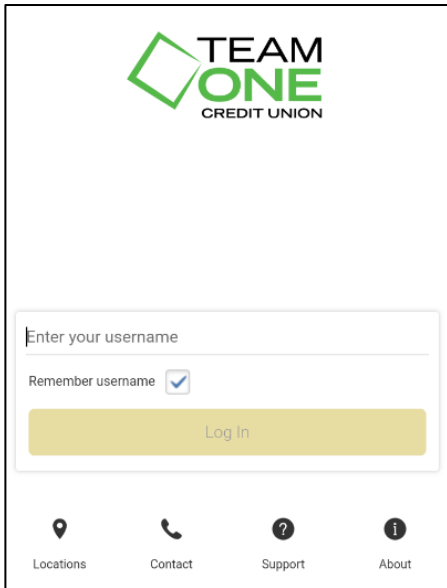 TEAM
ONE
CREDIT UNION
Enter your username
Remember username
Log In
Locations Contact Support About